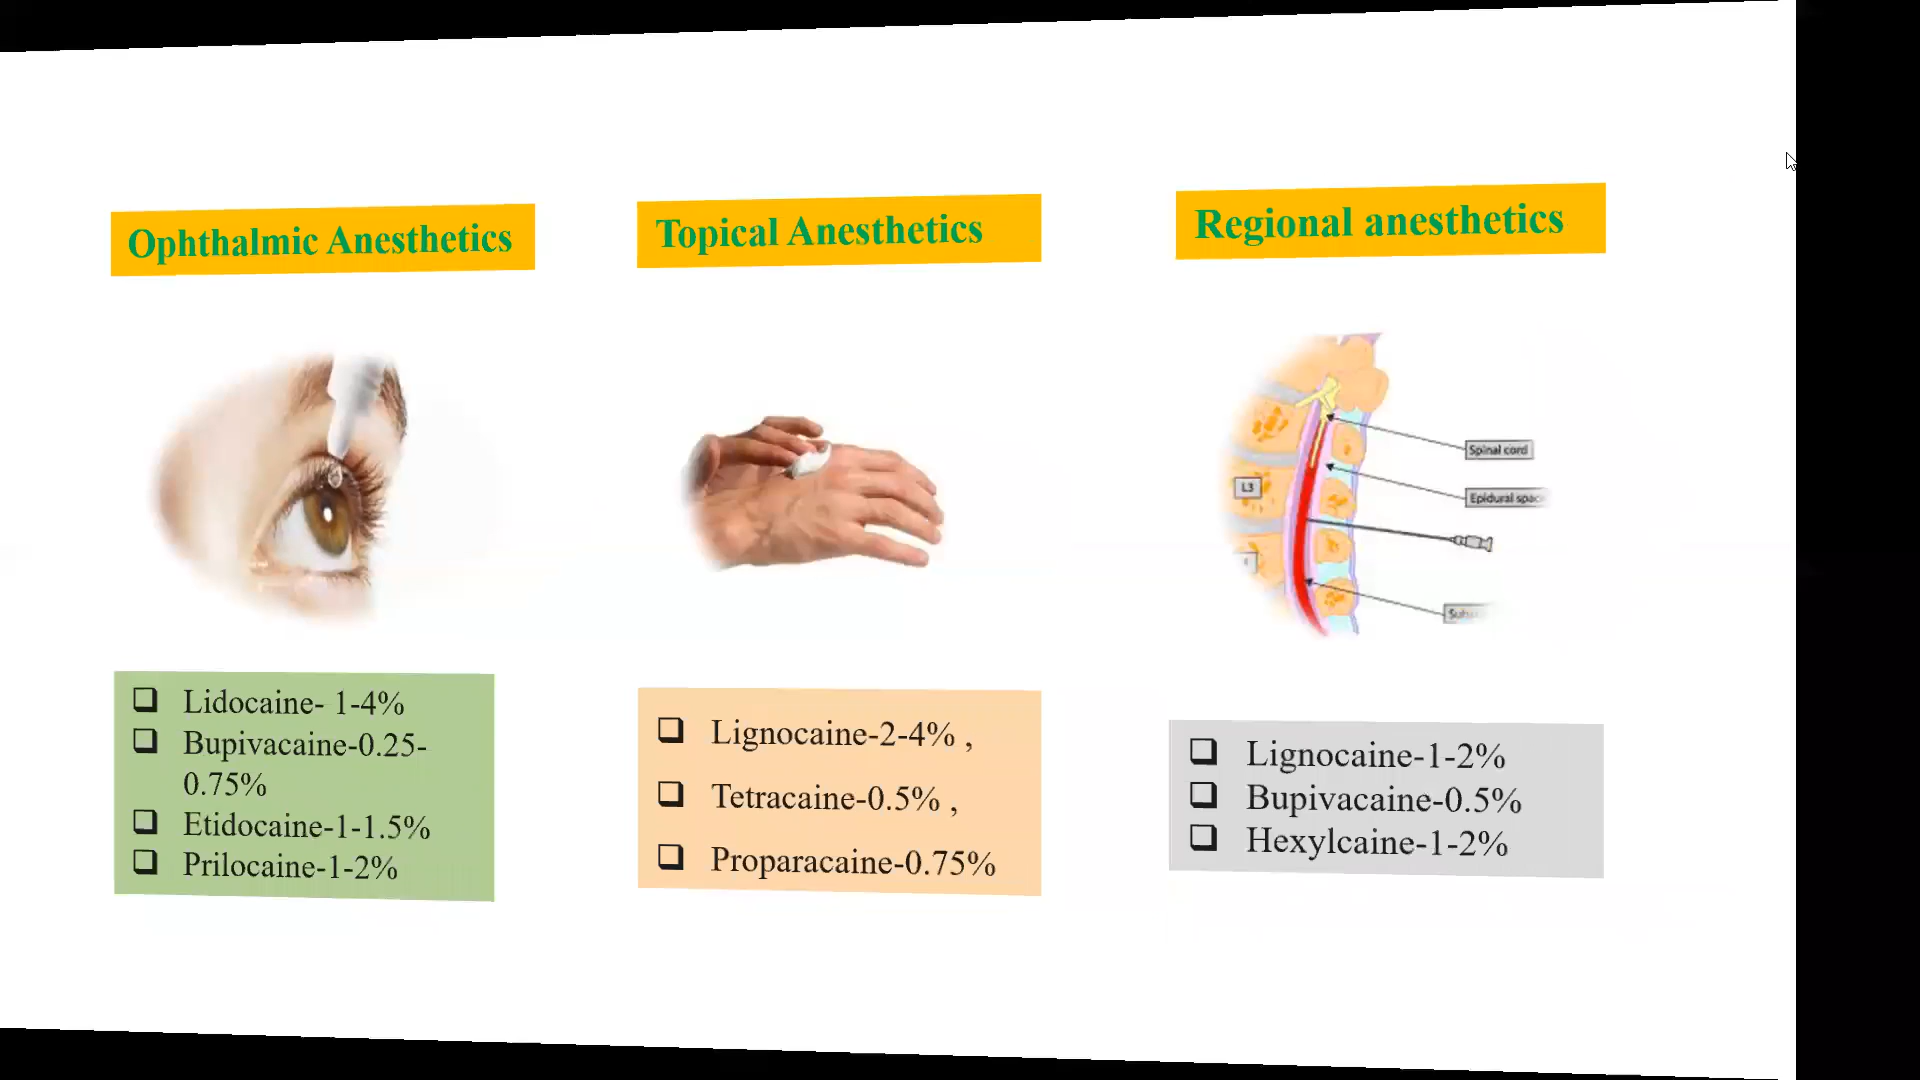 Ophthalmic Anesthetics
Topical Anesthetics
Regional anesthetics
Spinal cord
L3
Epidural
Lidocaine- 1-4%
Bupivacaine-0.25-
0.75%
Etidocaine-1-1.5%
Prilocaine-1-2%
Lignocaine-2-4% ,
Tetracaine-0.5% ,
Proparacaine-0.75%
Lignocaine-1-2%
Bupivacaine-0.5%
Hexylcaine-1-2%